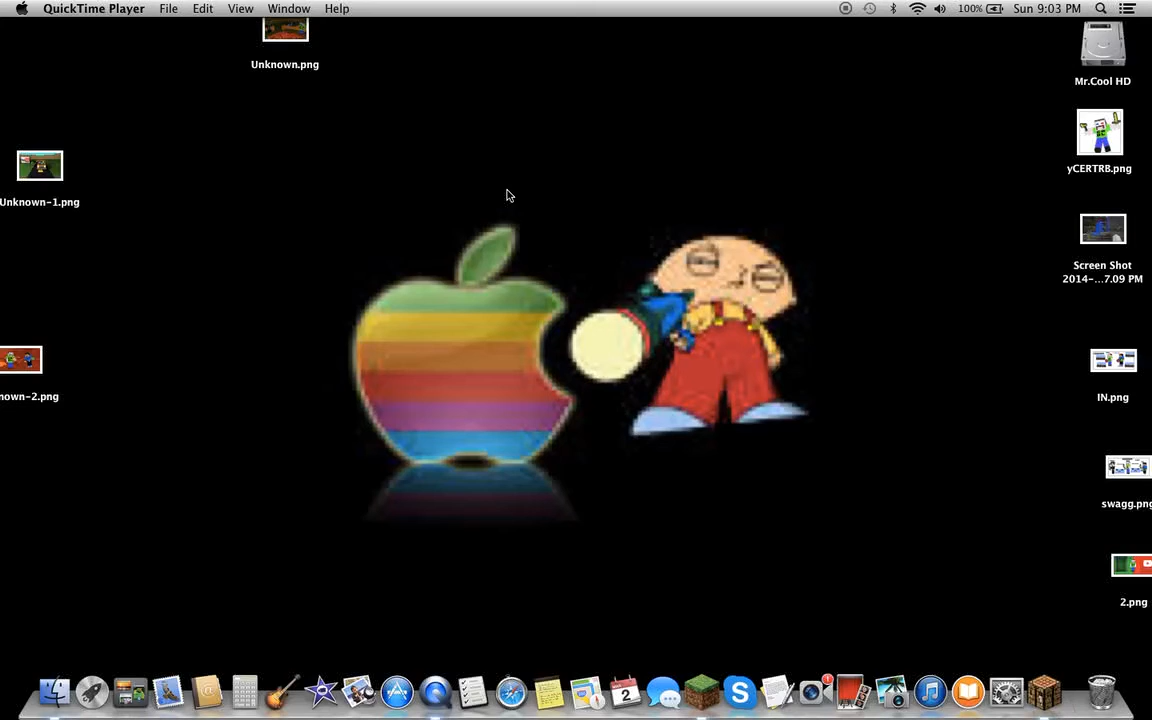 QuickTime Player File Edit View Window Help 100% Sun 9:03 PM
Unknown.png
Mr.Cool HD
yCERTRB.png
Unknown-1.png
Screen Shot
2014-...7.09 PM
nown-2.png
IN.png
swagg.png
2.png
2